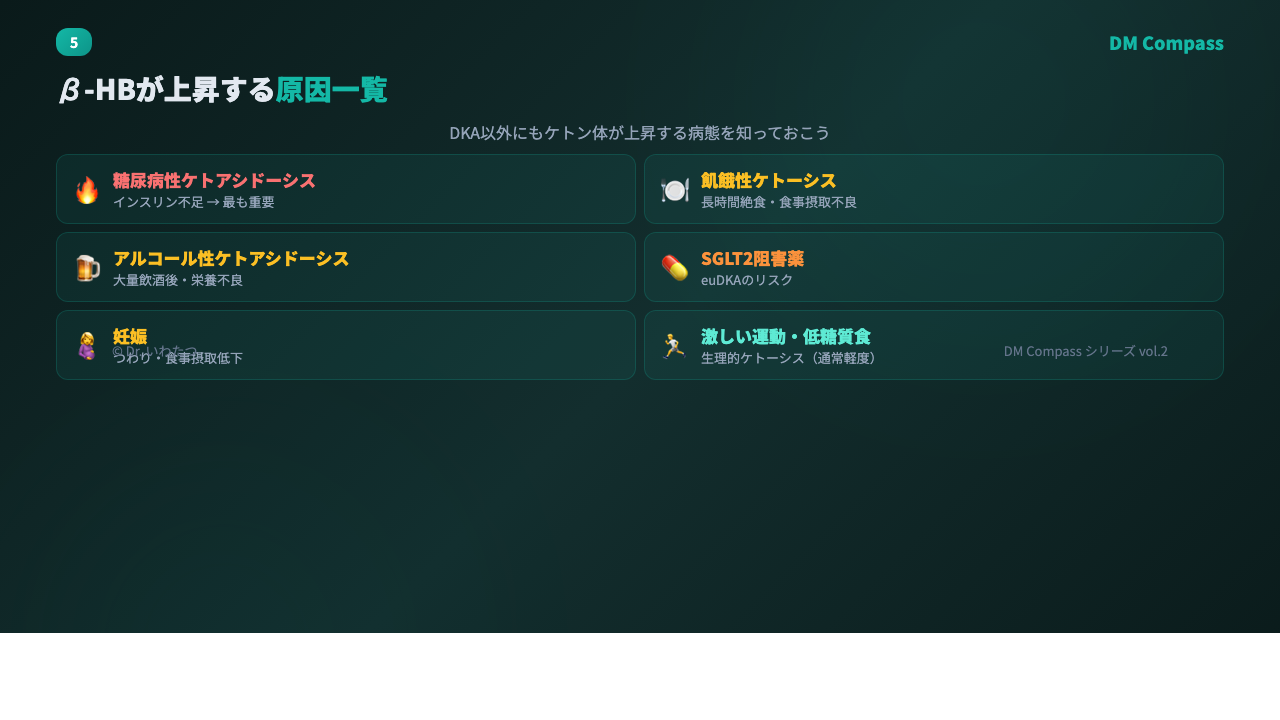 5
DM Compass
β-HBが上昇する原因一覧
DKA以外にもケトン体が上昇する病態を知っておこう
糖尿病性ケトアシドーシス
インスリン不足 → 最も重要
飢餓性ケトーシス
長時間絶食・食事摂取不良
アルコール性ケトアシドーシス
大量飲酒後・栄養不良
SGLT2阻害薬
euDKAのリスク
妊娠
つわり・食事摂取低下
© Dr.いわたつ
激しい運動・低糖質食
生理的ケトーシス（通常軽度）
DM Compass シリーズ vol.2